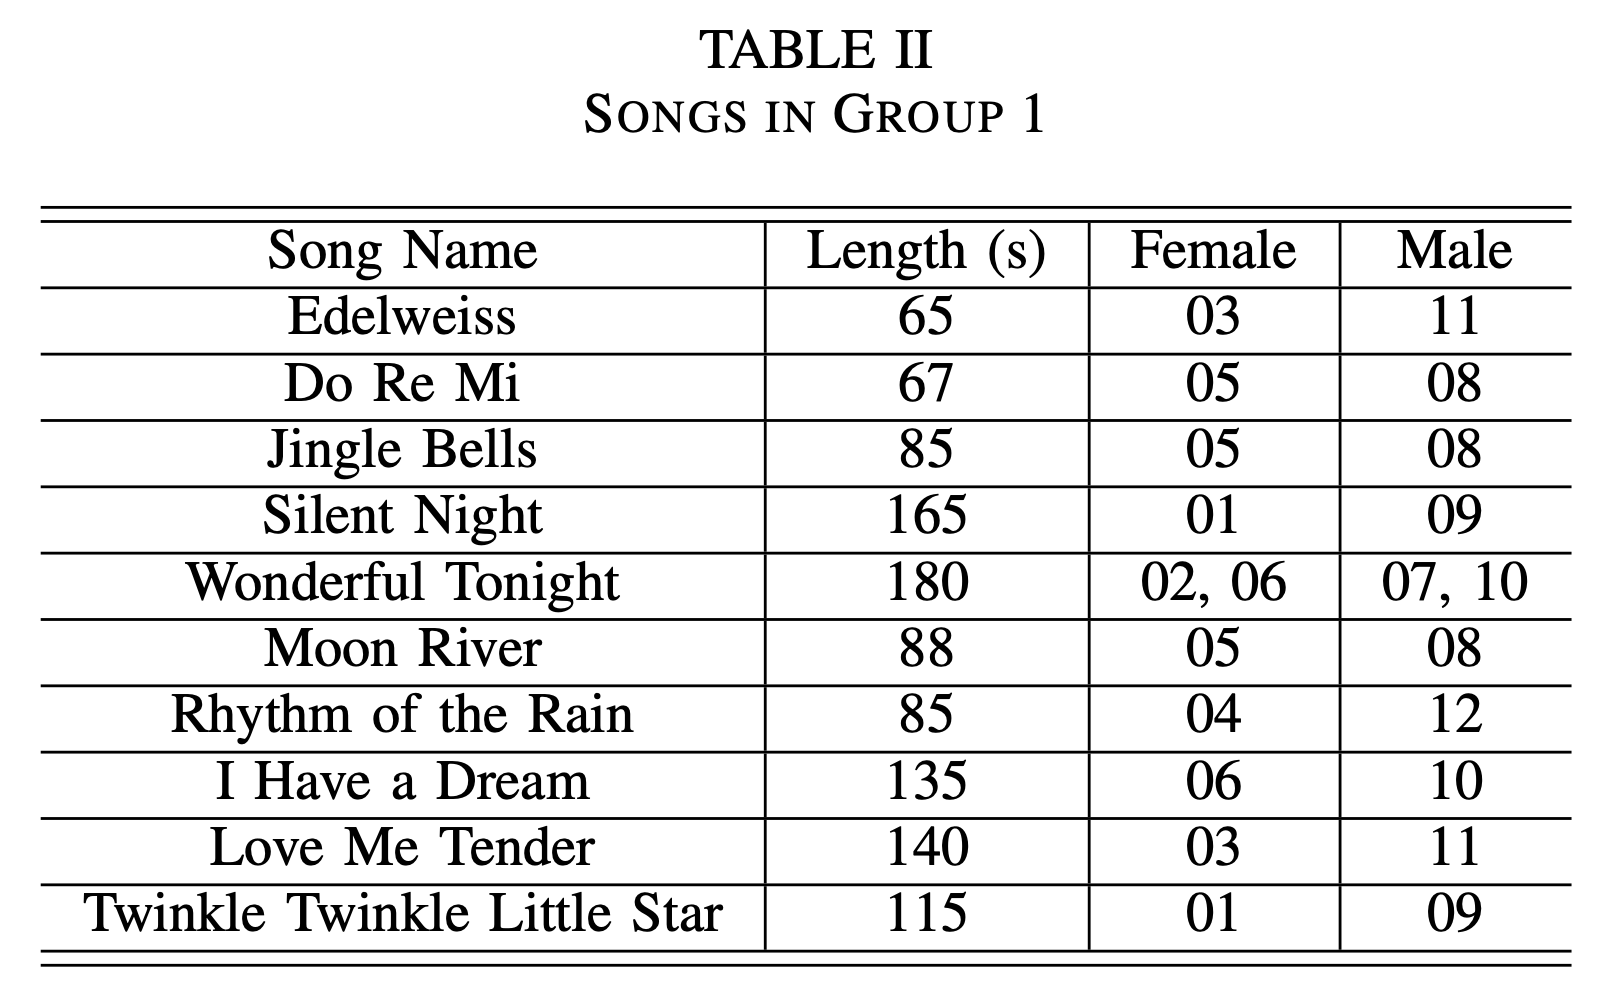 TABLE II
SONGS IN GROUP 1
Song Name Length (s) Female Male
Edelweiss 65 03 11
Do Re Mi 67 05 08
Jingle Bells 85 05 08
Silent Night 165 01 09
Wonderful Tonight 180 02, 06 07, 10
Moon River 88 05 08
Rhythm of the Rain 85 04 12
I Have a Dream 135 06 10
Love Me Tender 140 03 11
Twinkle Twinkle Little Star 115 01 09